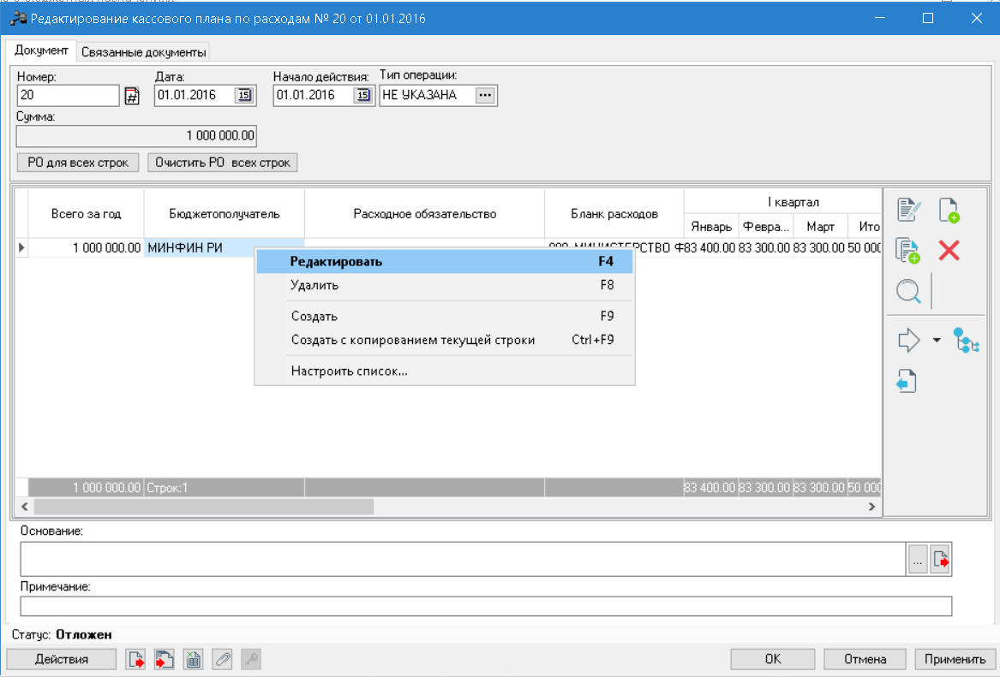 Редактирование кассового плана по расходам № 20 от 01.01.2016
Документ Связанные документы
Номер: Дата: Начало действия: Тип операции:
20 01.01.2016 15 01.01.2016 15 НЕ УКАЗАНА ...
Сумма:
1 000 000.00
РО для всех строк Очистить РО всех строк
Всего за год Бюджетополучатель Расходное обязательство Бланк расходов I квартал
Январь Февра... Март Ито
1 000 000.00 МИНФИН РИ 83 400.00 83 300.00 83 300.00 50 000
Редактировать F4
Удалить F8
Создать F9
Создать с копированием текущей строки Ctrl+F9
Настроить список...
1 000 000.00 Строк:1 83 400.00 83 300.00 83 300.00 50 000
Основание:
...
Примечание:
Статус: Отложен
Действия OK Отмена Применить